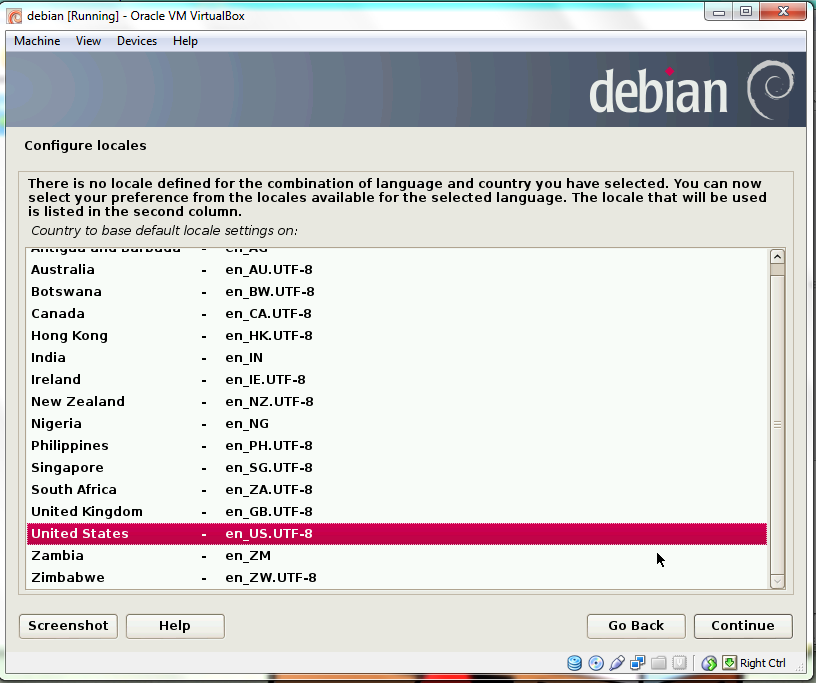 debian [Running] - Oracle VM VirtualBox
Machine View Devices Help
debian
Configure locales
There is no locale defined for the combination of language and country you have selected. You can now
select your preference from the locales available for the selected language. The locale that will be used
is listed in the second column.
Country to base default locale settings on:
Antigua and Barbuda - en_AG
Australia - en_AU.UTF-8
Botswana - en_BW.UTF-8
Canada - en_CA.UTF-8
Hong Kong - en_HK.UTF-8
India - en_IN
Ireland - en_IE.UTF-8
New Zealand - en_NZ.UTF-8
Nigeria - en_NG
Philippines - en_PH.UTF-8
Singapore - en_SG.UTF-8
South Africa - en_ZA.UTF-8
United Kingdom - en_GB.UTF-8
United States - en_US.UTF-8
Zambia - en_ZM
Zimbabwe - en_ZW.UTF-8
Screenshot Help Go Back Continue
Right Ctrl